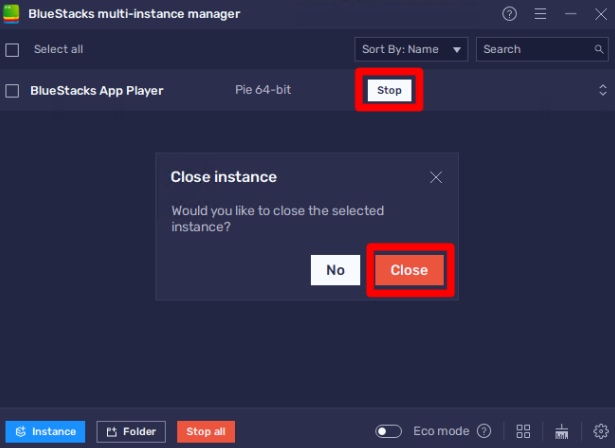 BlueStacks multi-instance manager
Select all
Sort By: Name
Search
BlueStacks App Player
Pie 64-bit
Stop
Close instance
Would you like to close the selected
instance?
No
Close
Instance
Folder
Stop all
Eco mode